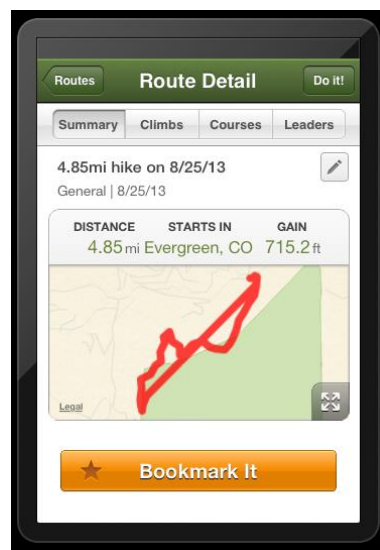 Routes Route Detail Do it!
Summary Climbs Courses Leaders
4.85mi hike on 8/25/13
General | 8/25/13
DISTANCE STARTS IN GAIN
4.85 mi Evergreen, CO 715.2 ft
Legal
Bookmark It